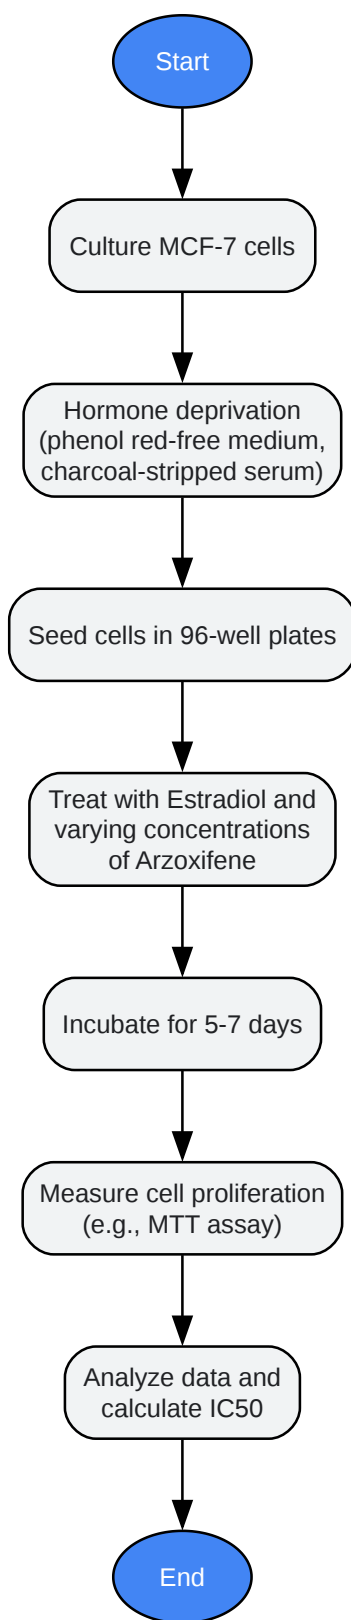 Start
Culture MCF-7 cells
Hormone deprivation
(phenol red-free medium,
charcoal-stripped serum)
Seed cells in 96-well plates
Treat with Estradiol and
varying concentrations
of Arzoxifene
Incubate for 5-7 days
Measure cell proliferation
(e.g., MTT assay)
Analyze data and
calculate IC50
End